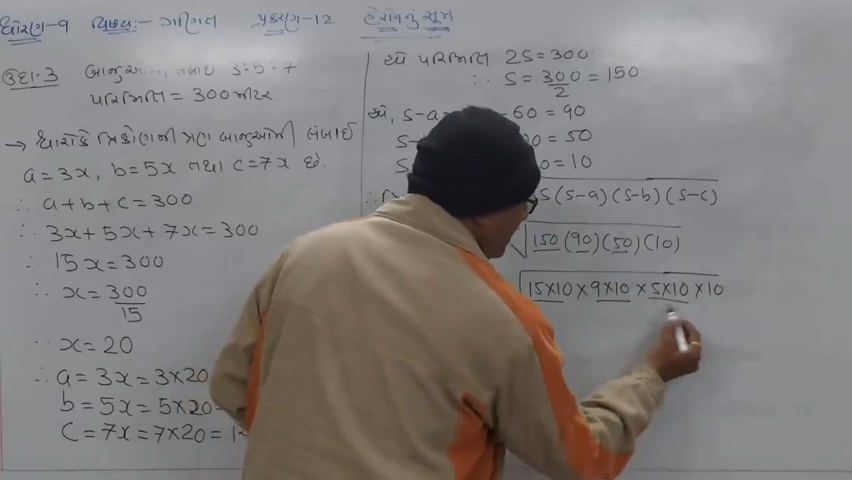 ધોરણ-૧ વિષય:- ગણિત પ્રકરણ-12 હેરોનનું સૂત્ર
ઉદા.3 3:5:7
પરિમિતિ = 300 મીટર
→ ધારોકે ત્રિકોણની ત્રણ બાજુઓની લંબાઈ
a=3x, b=5x તથા c=7x છે.
∴ a+b+c=300
∴ 3x+5x+7x=300
∴ 15x=300
∴ x=300/15
∴ x=20
∴ a=3x=3×20
b=5x=5×20=
c=7x=7×20=1
પરિમિતિ 2S=300
∴ S=300/2=150
S-a= -60=90
=50
=10
S(S-a)(S-b)(S-c)
√150(90)(50)(10)
√15×10×9×10×5×10×10